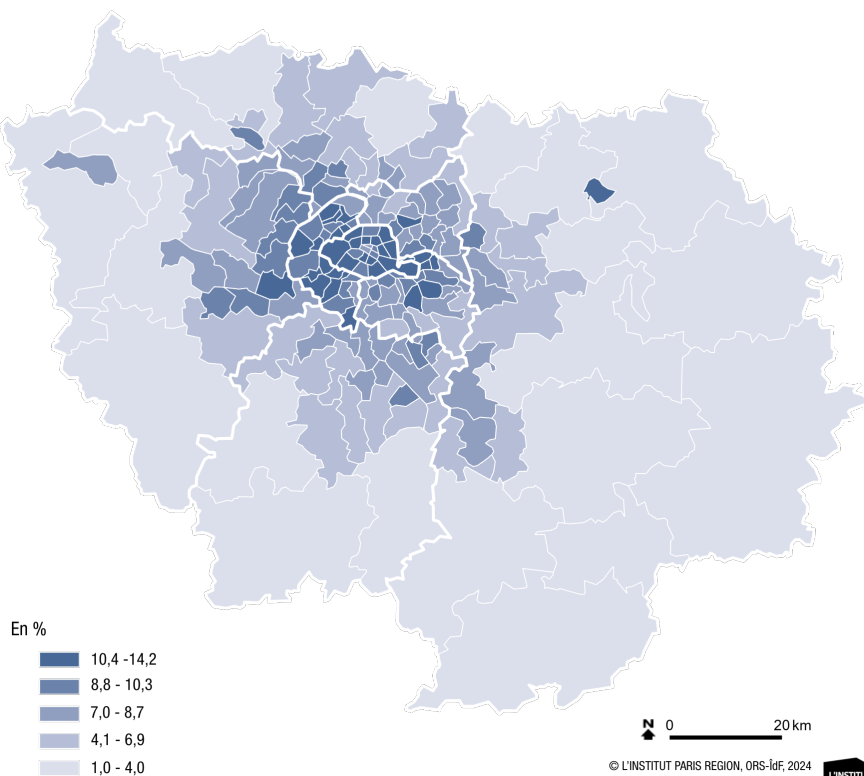 En %
10,4 -14,2
8,8 - 10,3
7,0 - 8,7
4,1 - 6,9
1,0 - 4,0
N 0 20 km
© L'INSTITUT PARIS REGION, ORS-ÎdF, 2024
L'INSTIT